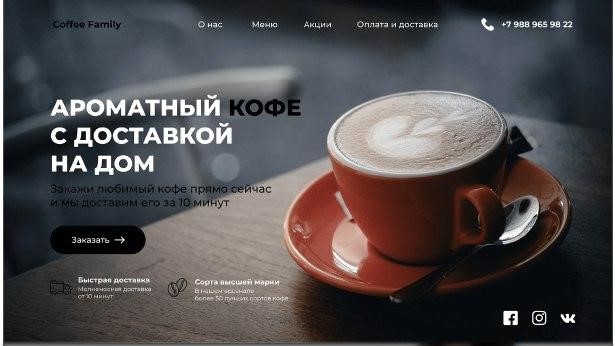 Coffee Family
О нас
Меню
Акции
Оплата и доставка
+7 988 965 98 22
АРОМАТНЫЙ КОФЕ
С ДОСТАВКОЙ
НА ДОМ
Закажи любимый кофе прямо сейчас
и мы доставим его за 10 минут
Заказать
Быстрая доставка
Молненосная доставка
от 10 минут
Сорта высшей марки
В нашем арсенале
более 50 лучших сортов кофе